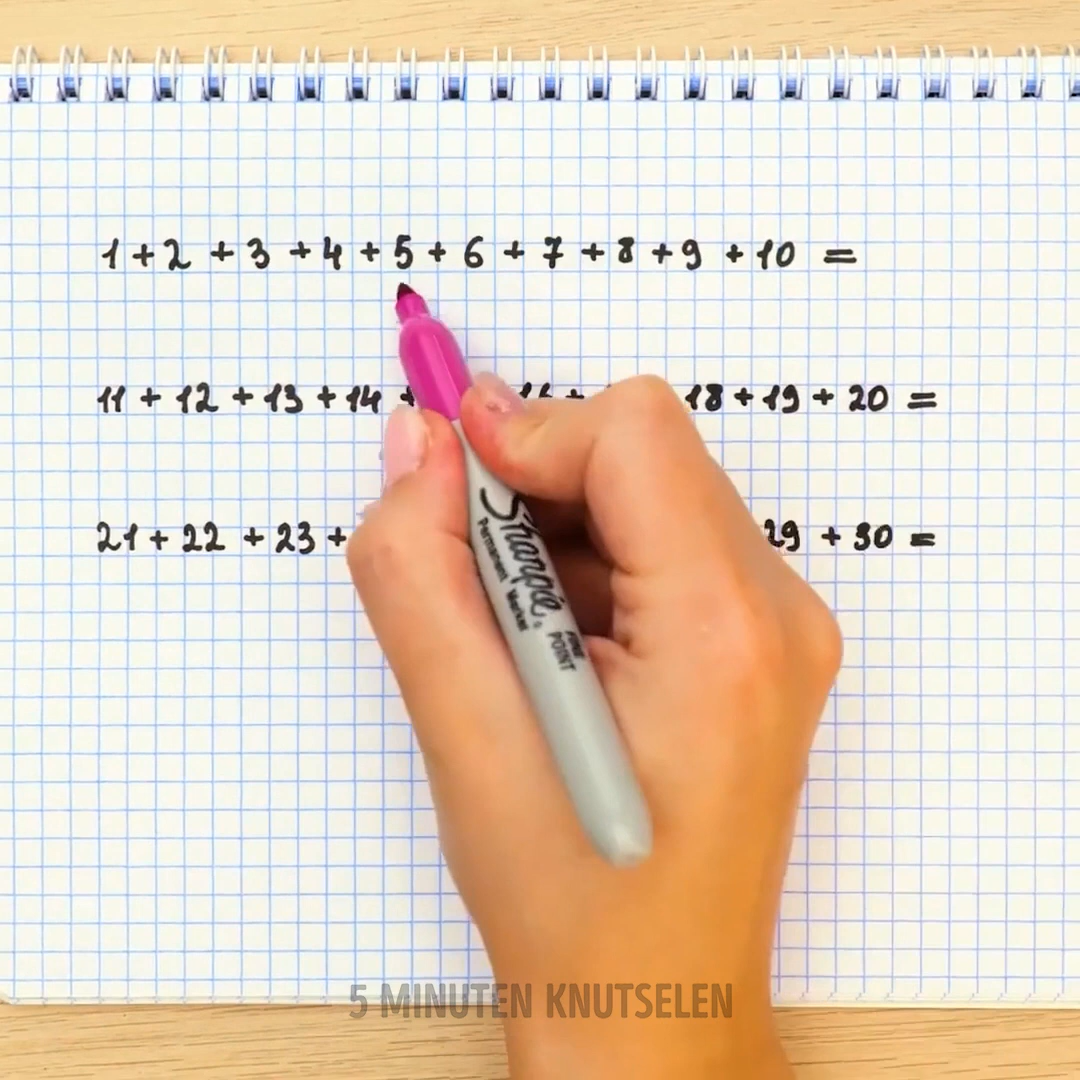 1 + 2 + 3 + 4 + 5 + 6 + 7 + 8 + 9 + 10 =
11 + 12 + 13 + 14 + 16 + 18 + 19 + 20 =
21 + 22 + 23 + 29 + 30 =
Sharpie
Permanent Marker
FINE
POINT
5 MINUTEN KNUTSELEN